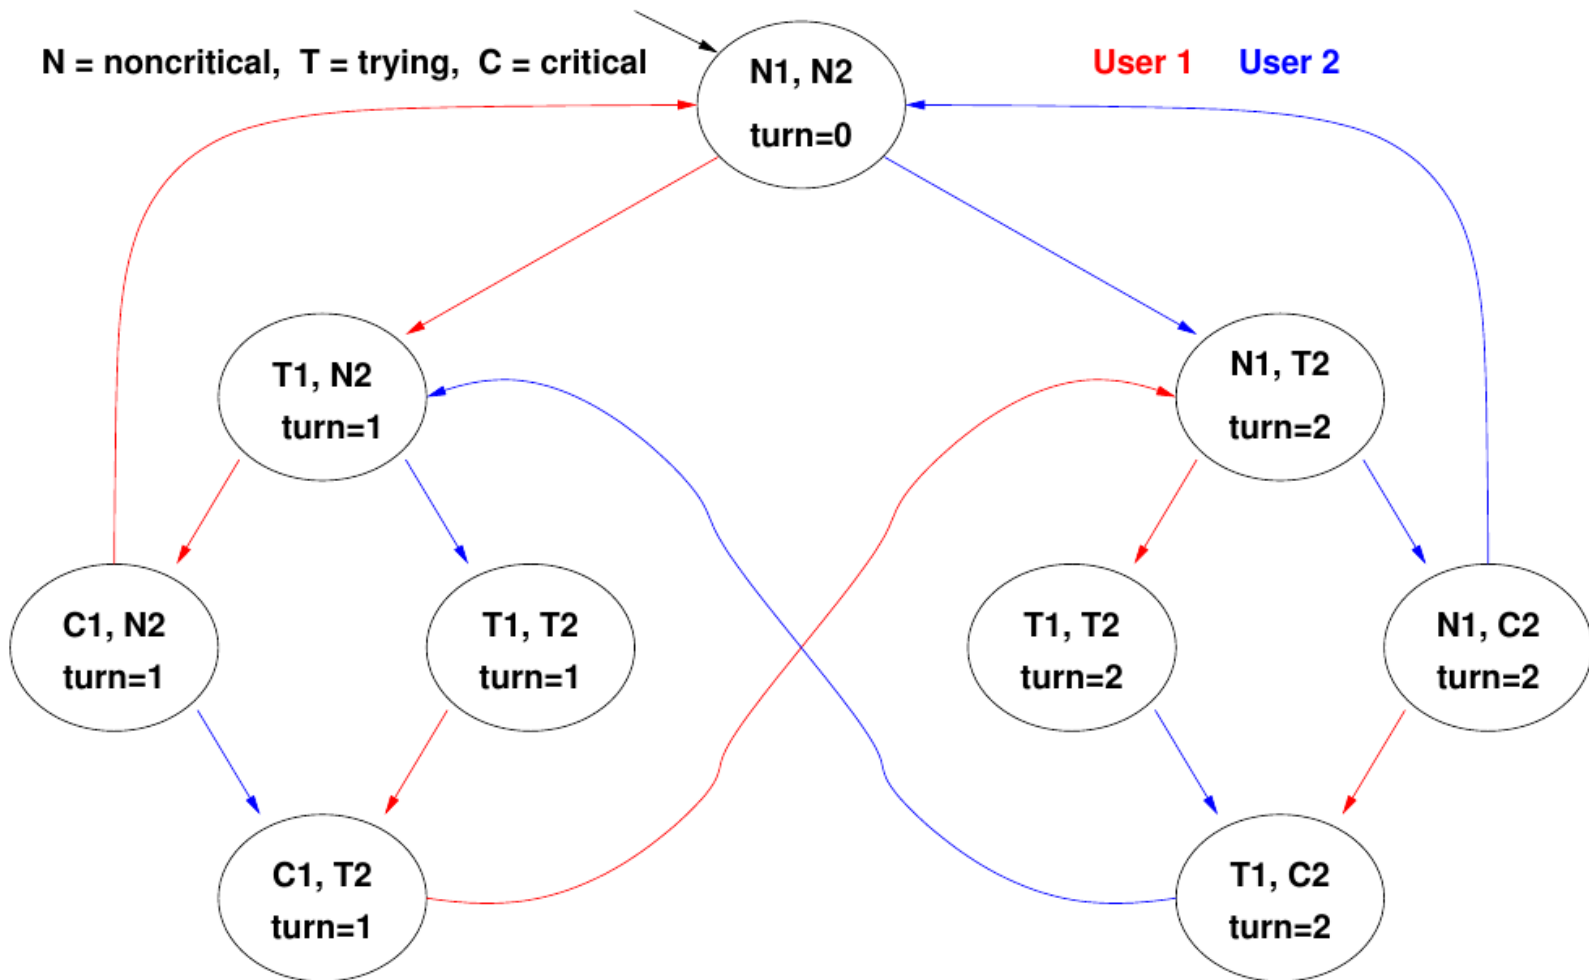 N = noncritical,  T = trying,  C = critical
User 1  User 2
N1, N2
turn=0
T1, N2
turn=1
N1, T2
turn=2
C1, N2
turn=1
T1, T2
turn=1
T1, T2
turn=2
N1, C2
turn=2
C1, T2
turn=1
T1, C2
turn=2